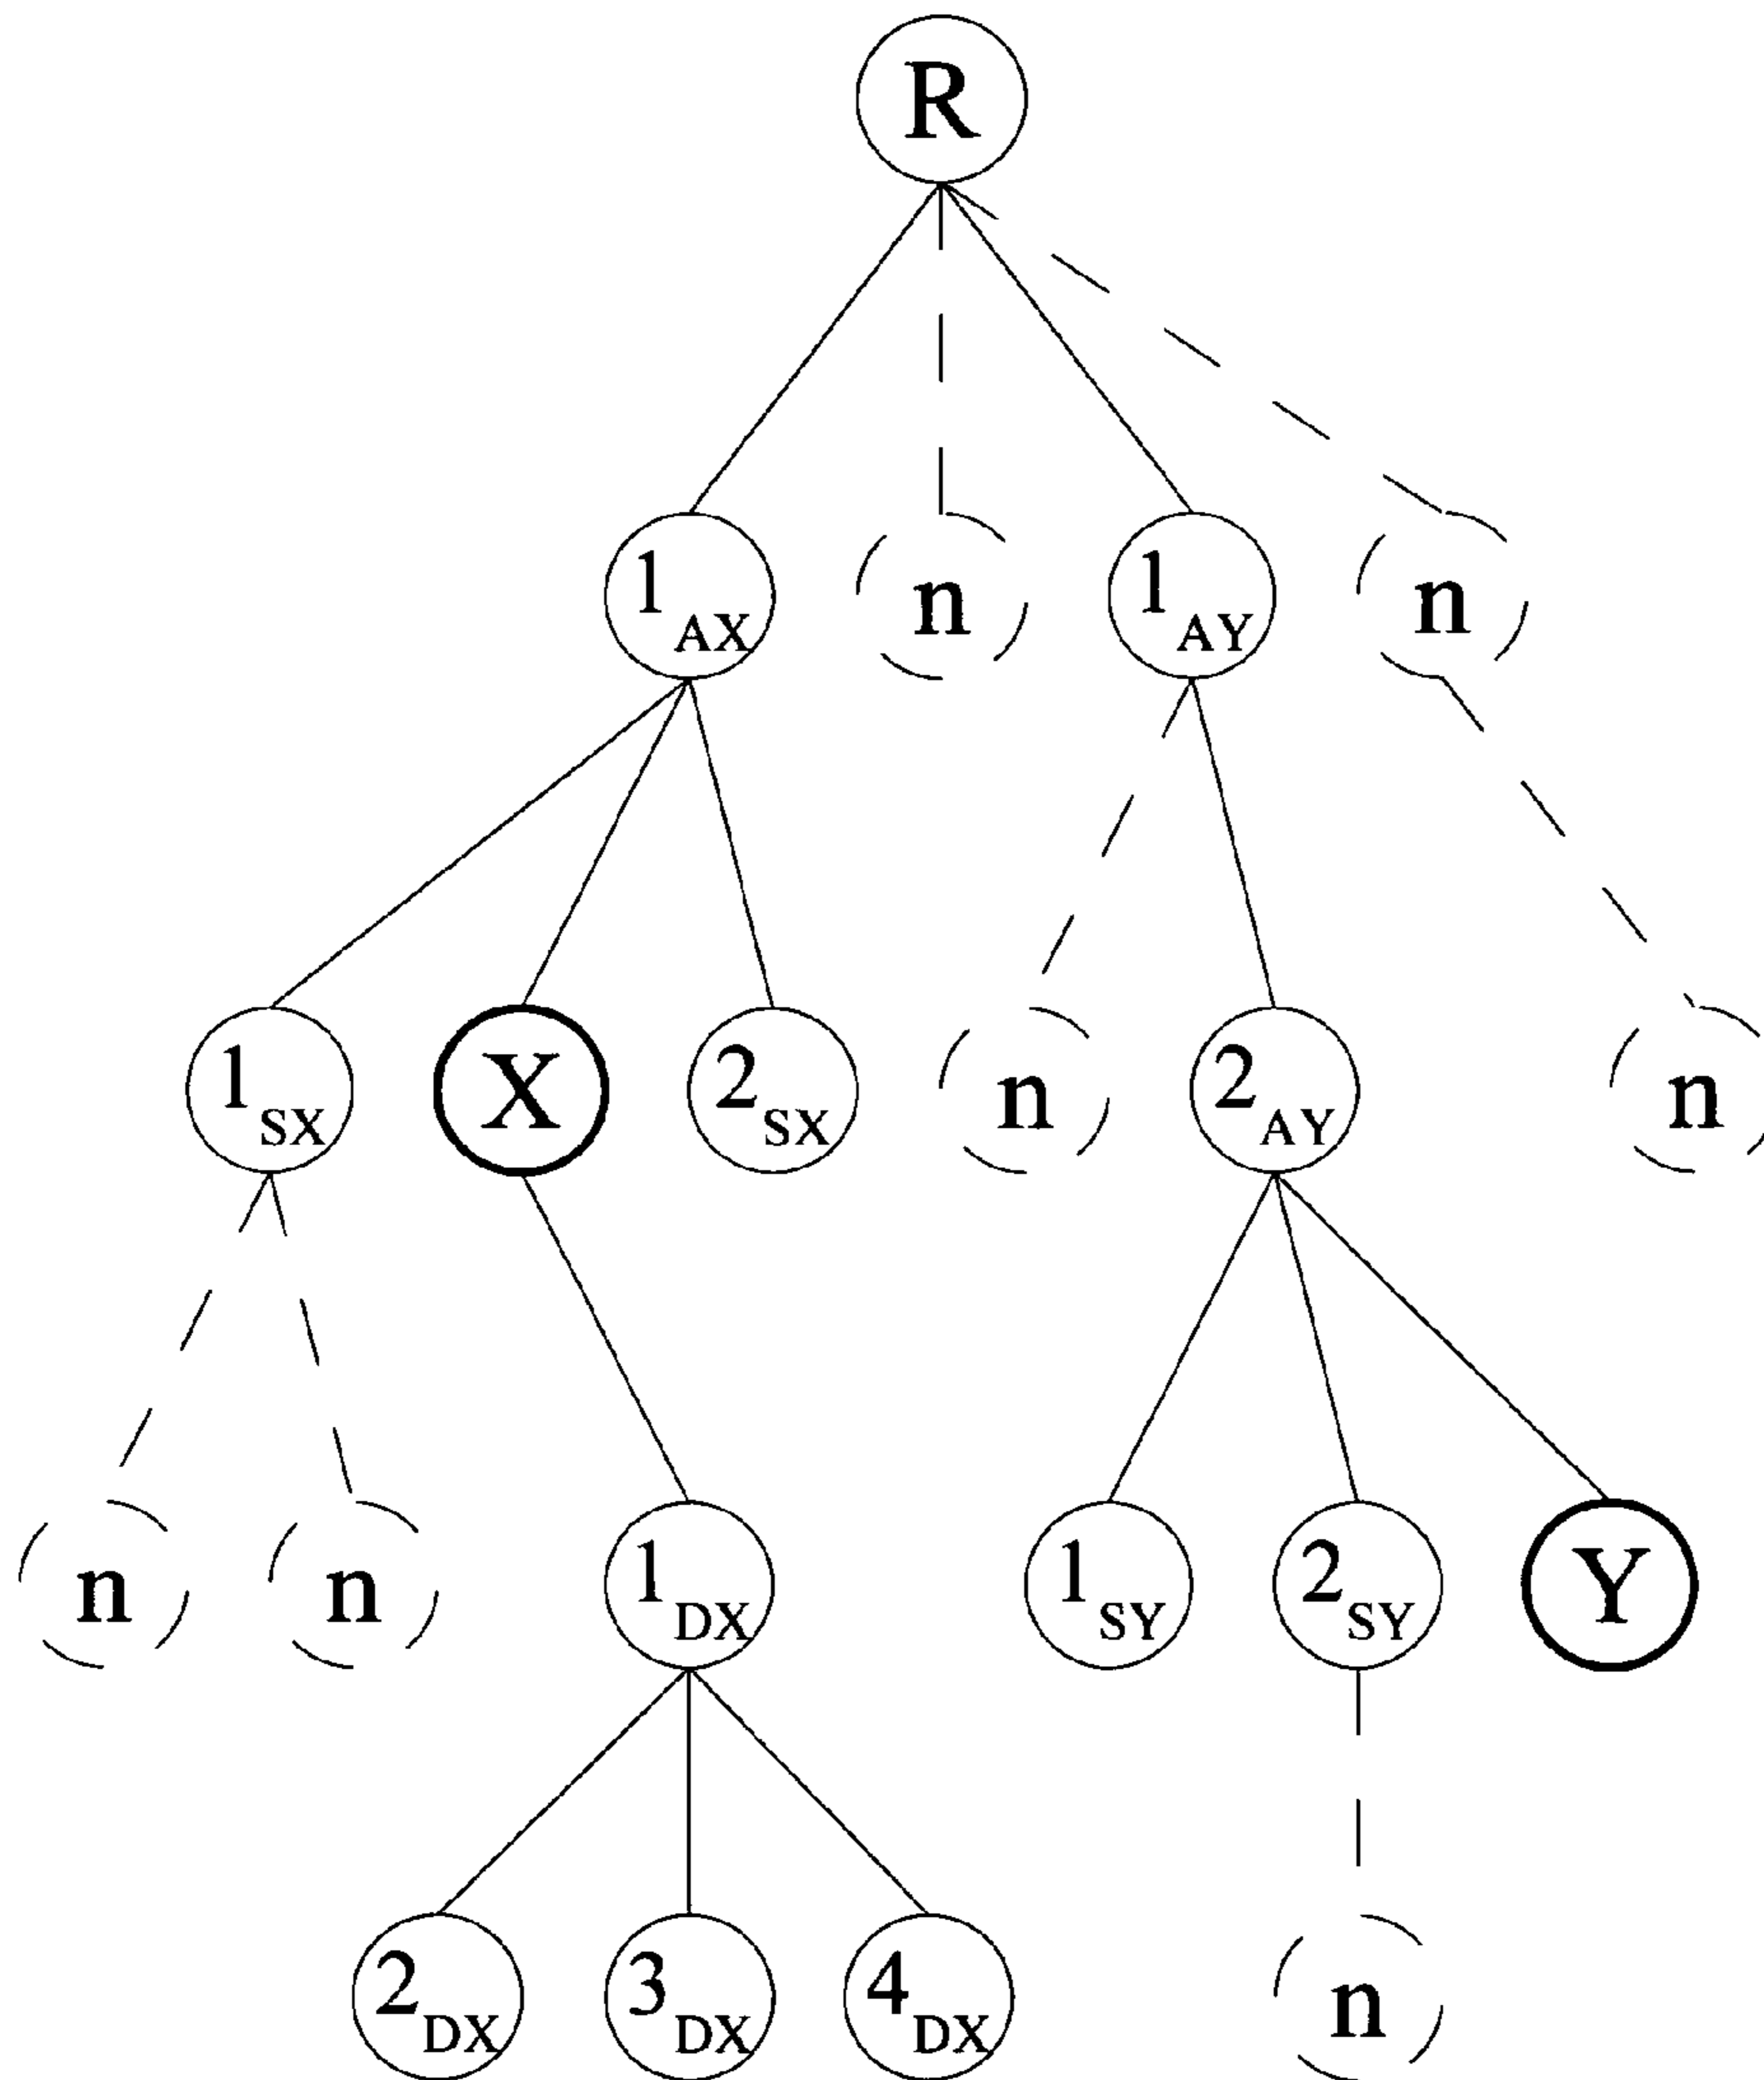 R
1AX n 1AY n
1SX X 2SX n 2AY n
n n 1DX 1SY 2SY Y
2DX 3DX 4DX n